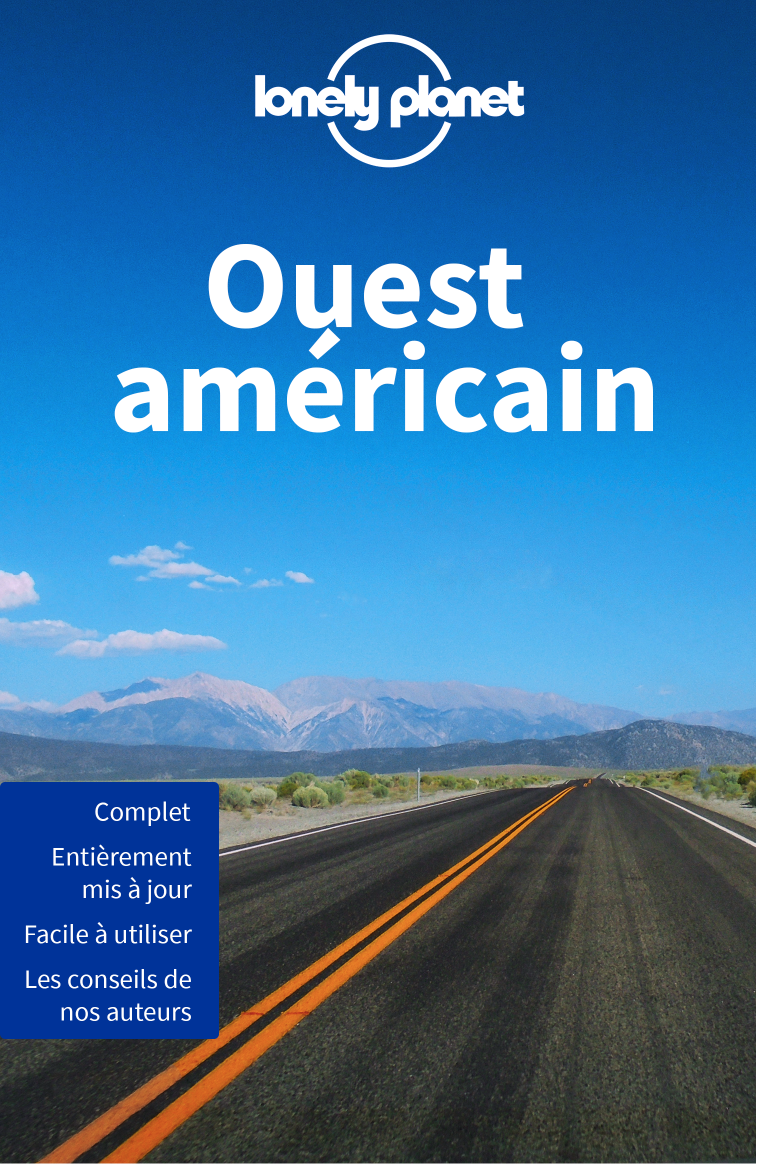 lonely planet
Ouest
américain
Complet
Entièrement
mis à jour
Facile à utiliser
Les conseils de
nos auteurs